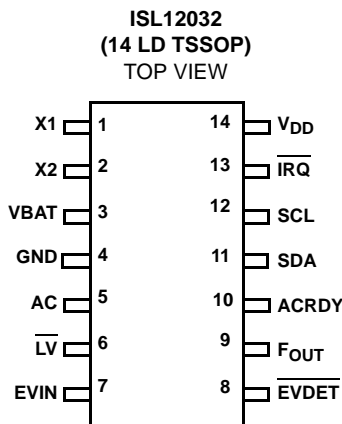 ISL12032
(14 LD TSSOP)
TOP VIEW
X1 1 14 VDD
X2 2 13 IRQ
VBAT 3 12 SCL
GND 4 11 SDA
AC 5 10 ACRDY
LV 6 9 FOUT
EVIN 7 8 EVDET